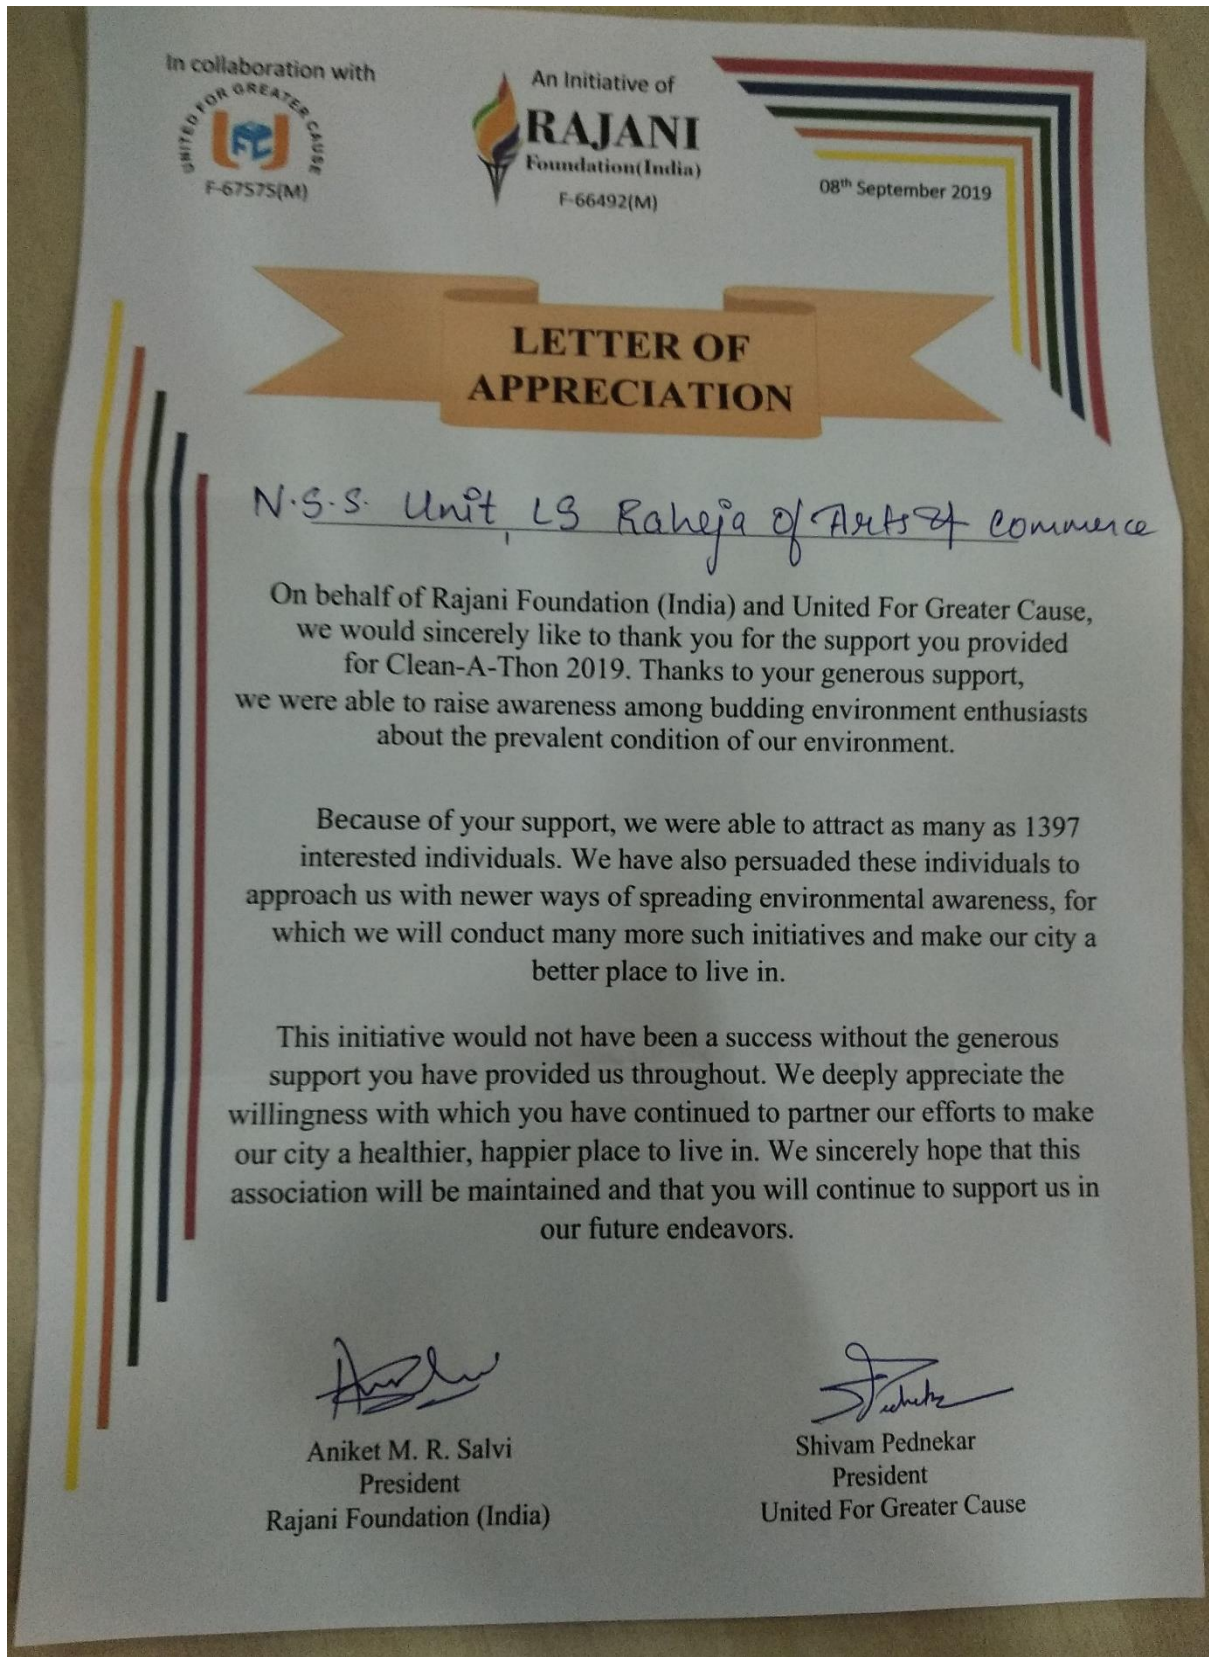 In collaboration with
UNITED FOR GREATER CAUSE
F-67575(M)
An Initiative of
RAJANI
Foundation(India)
F-66492(M)
08th September 2019
LETTER OF
APPRECIATION
N.S.S. Unit, LS Raheja of Arts & Commerce
On behalf of Rajani Foundation (India) and United For Greater Cause,
we would sincerely like to thank you for the support you provided
for Clean-A-Thon 2019. Thanks to your generous support,
we were able to raise awareness among budding environment enthusiasts
about the prevalent condition of our environment.
Because of your support, we were able to attract as many as 1397
interested individuals. We have also persuaded these individuals to
approach us with newer ways of spreading environmental awareness, for
which we will conduct many more such initiatives and make our city a
better place to live in.
This initiative would not have been a success without the generous
support you have provided us throughout. We deeply appreciate the
willingness with which you have continued to partner our efforts to make
our city a healthier, happier place to live in. We sincerely hope that this
association will be maintained and that you will continue to support us in
our future endeavors.
Aniket M. R. Salvi
President
Rajani Foundation (India)
Shivam Pednekar
President
United For Greater Cause